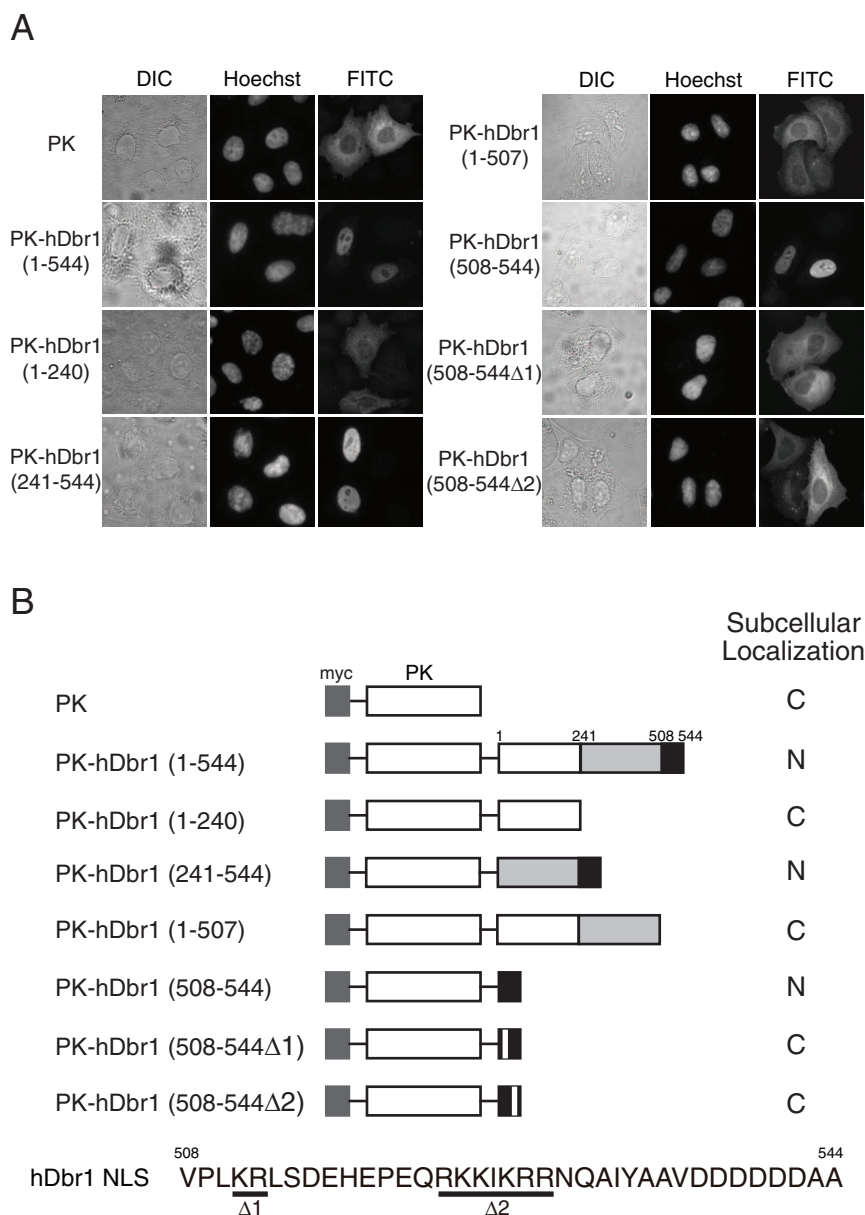 A
DIC Hoechst FITC
PK
PK-hDbr1
(1-544)
PK-hDbr1
(1-240)
PK-hDbr1
(241-544)
DIC Hoechst FITC
PK-hDbr1
(1-507)
PK-hDbr1
(508-544)
PK-hDbr1
(508-544Δ1)
PK-hDbr1
(508-544Δ2)
B
Subcellular
Localization
myc PK
PK C
1 241 508 544
PK-hDbr1 (1-544) N
PK-hDbr1 (1-240) C
PK-hDbr1 (241-544) N
PK-hDbr1 (1-507) C
PK-hDbr1 (508-544) N
PK-hDbr1 (508-544Δ1) C
PK-hDbr1 (508-544Δ2) C
508 544
hDbr1 NLS VPLKRLSDEHEPEQRKKIKRRNQAIYAAVDDDDDDAA
Δ1 Δ2